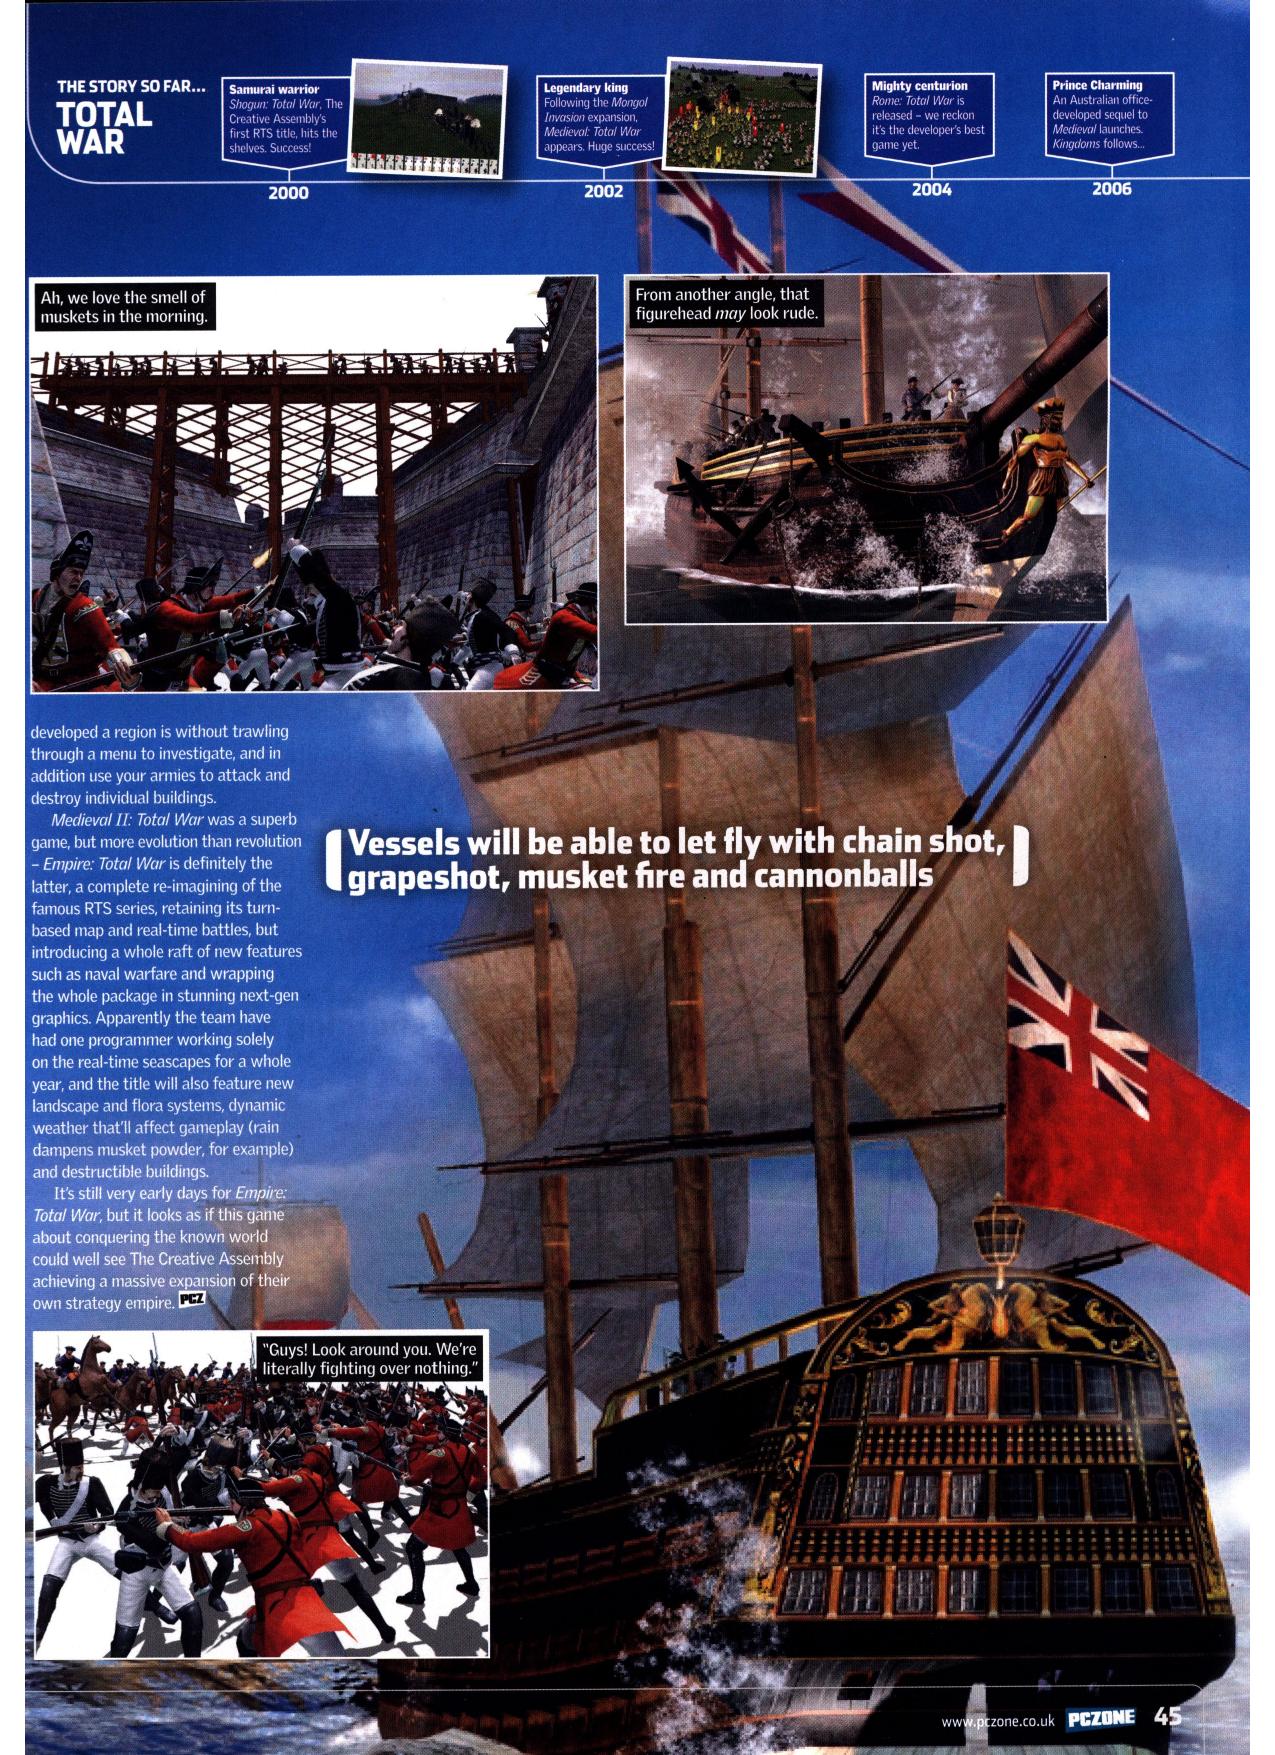 THE STORY SO FAR...
TOTAL
WAR
Samurai warrior
Shogun: Total War, The
Creative Assembly's
first RTS title, hits the
shelves. Success!
2000
Legendary king
Following the Mongol
Invasion expansion,
Medieval: Total War
appears. Huge success!
2002
Mighty centurion
Rome: Total War is
released – we reckon
it's the developer's best
game yet.
2004
Prince Charming
An Australian office-
developed sequel to
Medieval launches.
Kingdoms follows...
2006
Ah, we love the smell of
muskets in the morning.
From another angle, that
figurehead may look rude.
developed a region is without trawling
through a menu to investigate, and in
addition use your armies to attack and
destroy individual buildings.
Medieval II: Total War was a superb
game, but more evolution than revolution
– Empire: Total War is definitely the
latter, a complete re-imagining of the
famous RTS series, retaining its turn-
based map and real-time battles, but
introducing a whole raft of new features
such as naval warfare and wrapping
the whole package in stunning next-gen
graphics. Apparently the team have
had one programmer working solely
on the real-time seascapes for a whole
year, and the title will also feature new
landscape and flora systems, dynamic
weather that'll affect gameplay (rain
dampens musket powder, for example)
and destructible buildings.
It's still very early days for Empire:
Total War, but it looks as if this game
about conquering the known world
could well see The Creative Assembly
achieving a massive expansion of their
own strategy empire. PCZ
Vessels will be able to let fly with chain shot,
grapeshot, musket fire and cannonballs
"Guys! Look around you. We're
literally fighting over nothing."
www.pczone.co.uk PCZONE 45